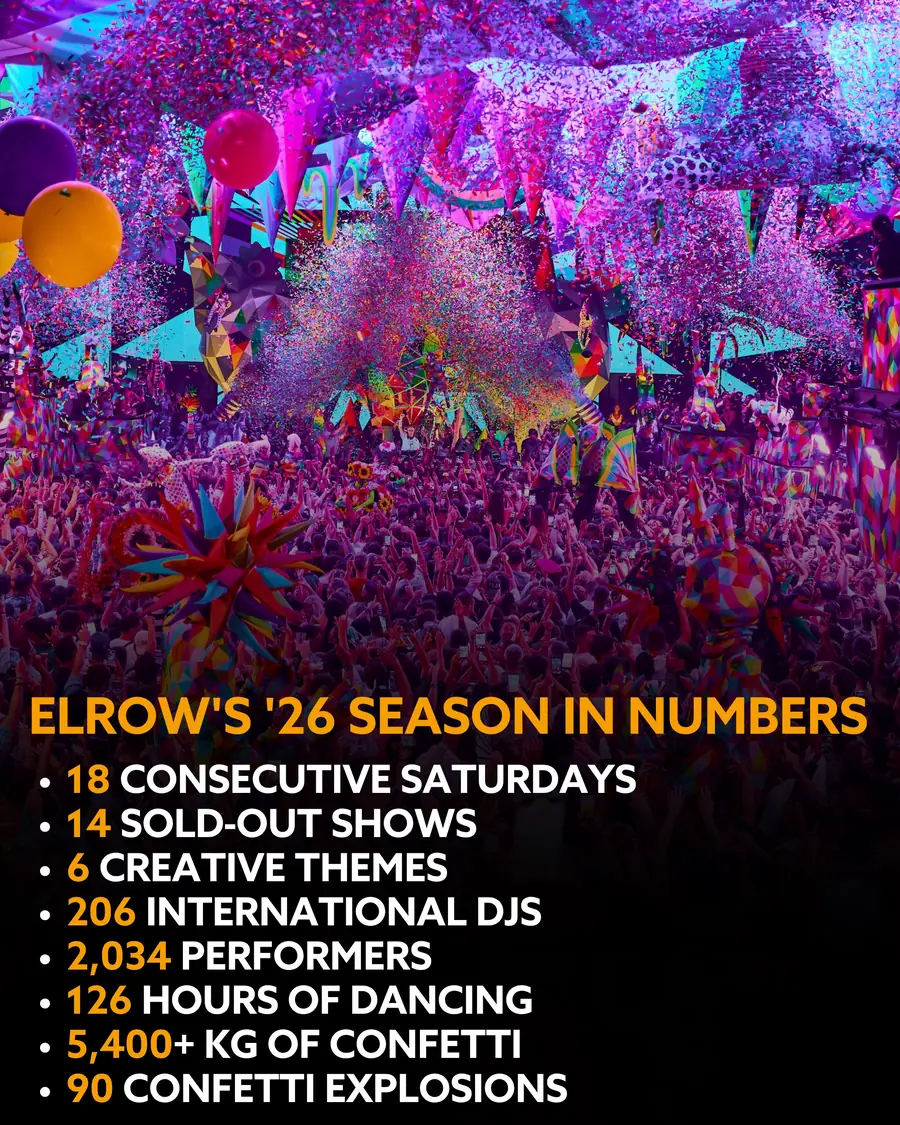 ELROW'S '26 SEASON IN NUMBERS
• 18 CONSECUTIVE SATURDAYS
• 14 SOLD-OUT SHOWS
• 6 CREATIVE THEMES
• 206 INTERNATIONAL DJS
• 2,034 PERFORMERS
• 126 HOURS OF DANCING
• 5,400+ KG OF CONFETTI
• 90 CONFETTI EXPLOSIONS